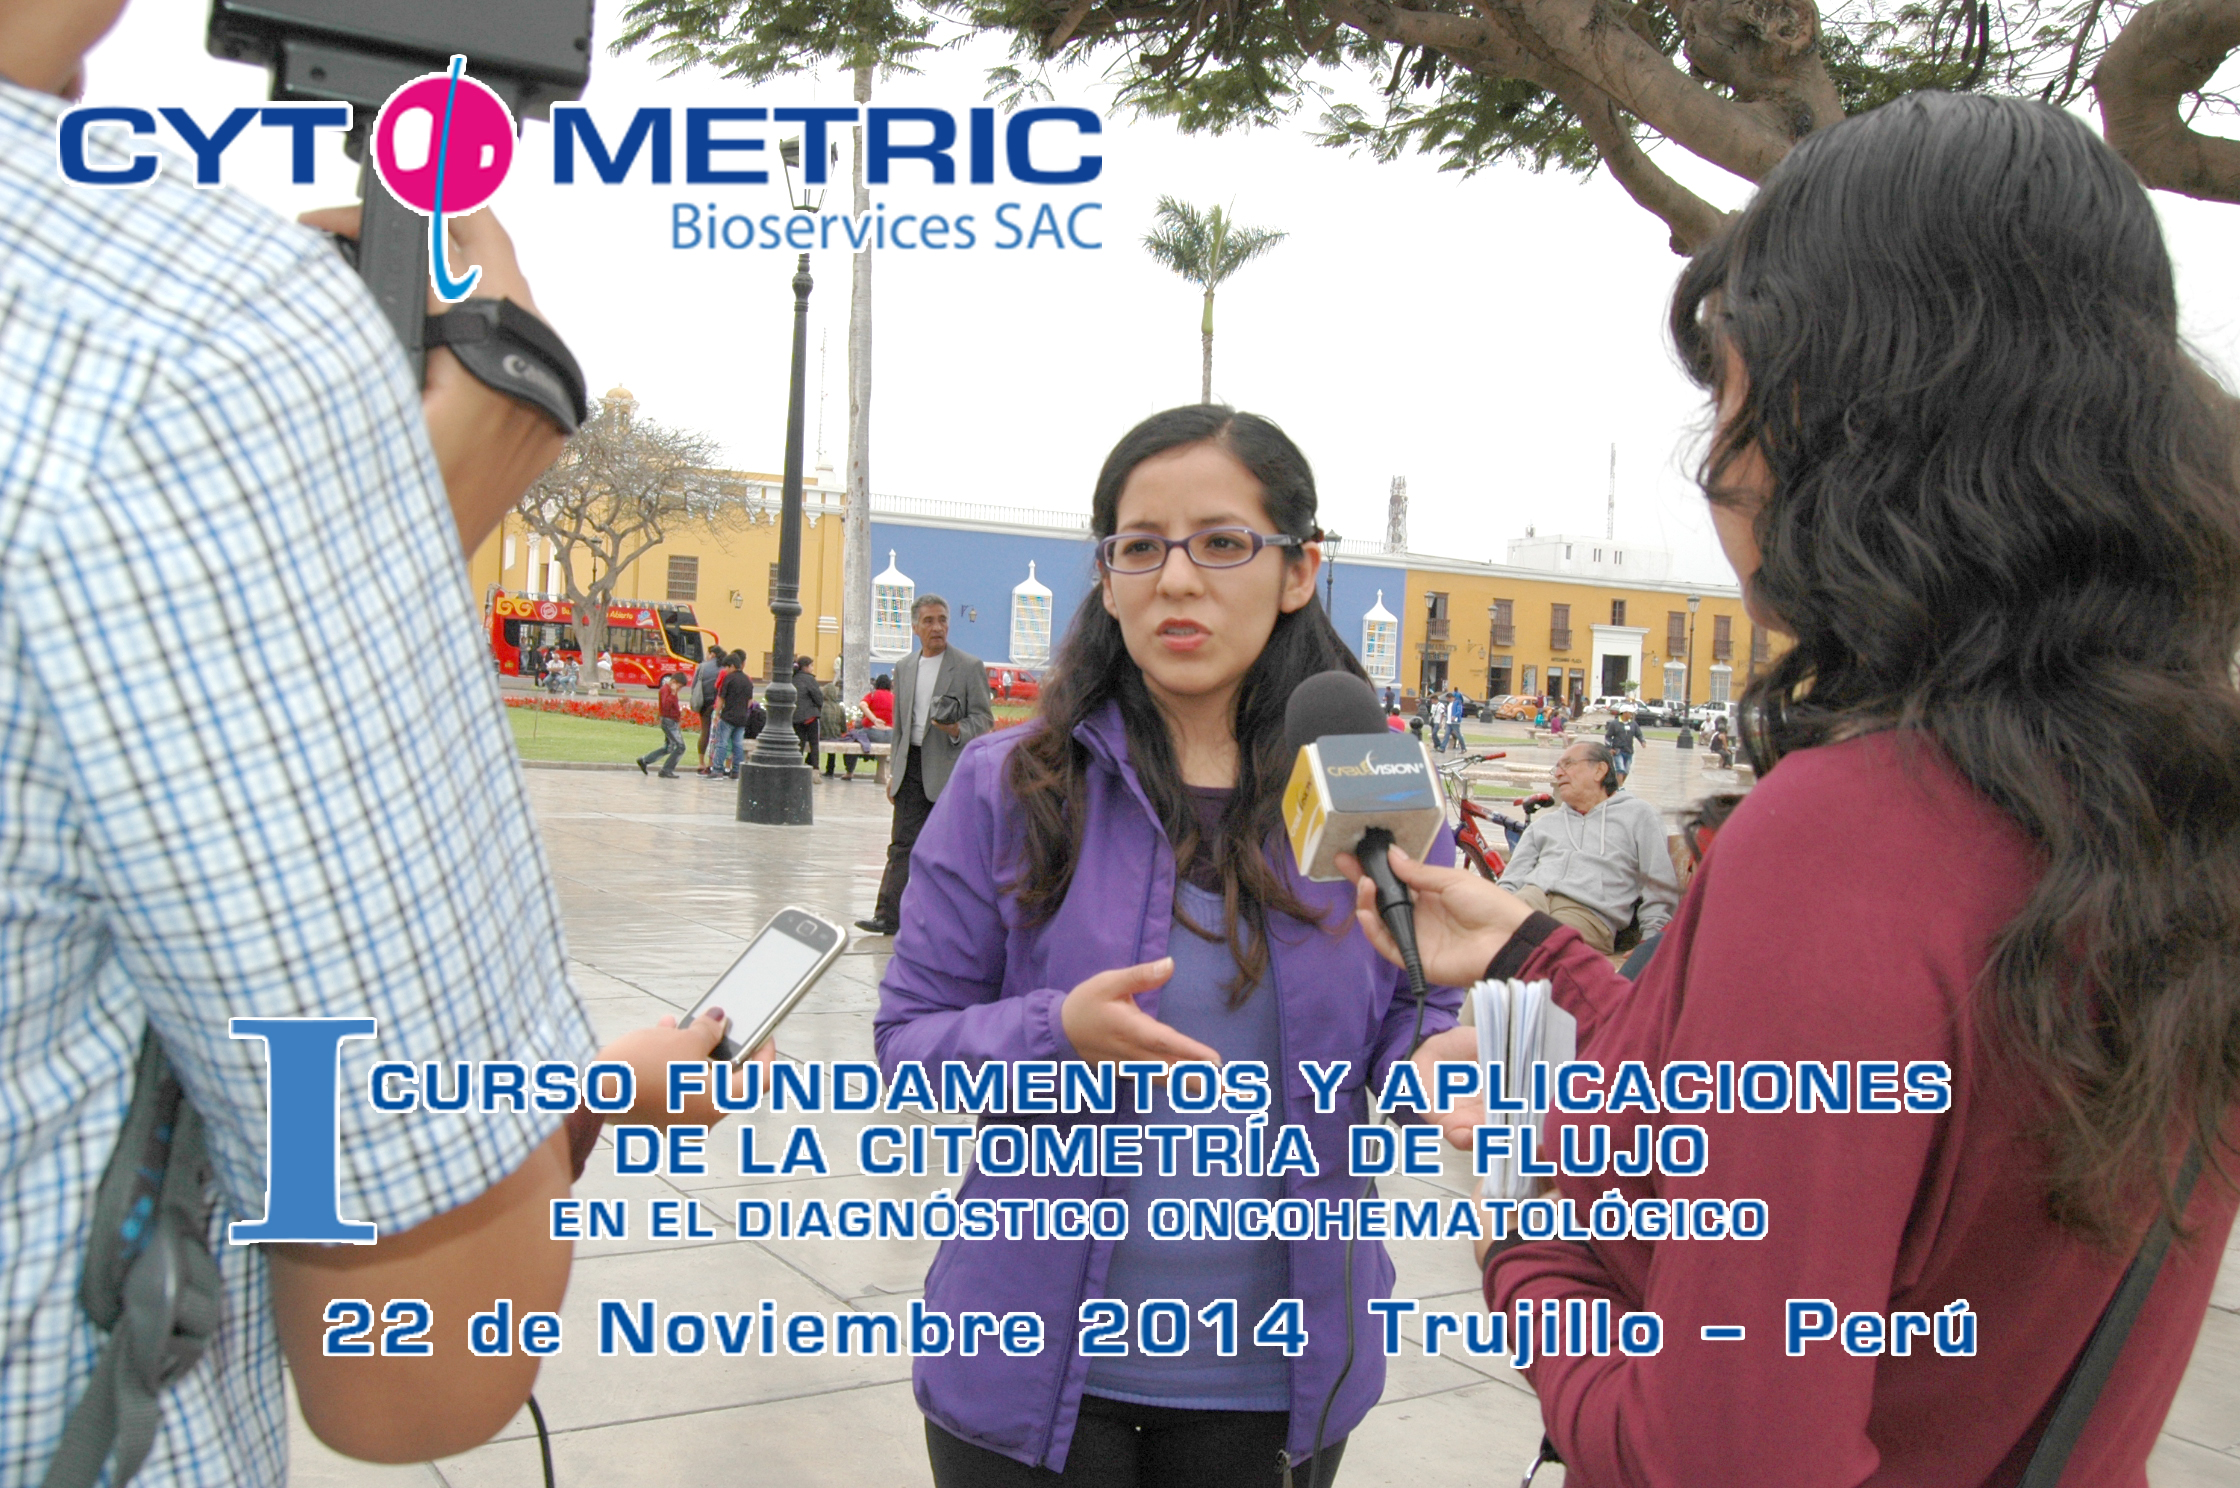 CYTOMETRIC
Bioservices SAC
CABLEVISION
I CURSO FUNDAMENTOS Y APLICACIONES
DE LA CITOMETRÍA DE FLUJO
EN EL DIAGNÓSTICO ONCOHEMATOLÓGICO
22 de Noviembre 2014 Trujillo – Perú